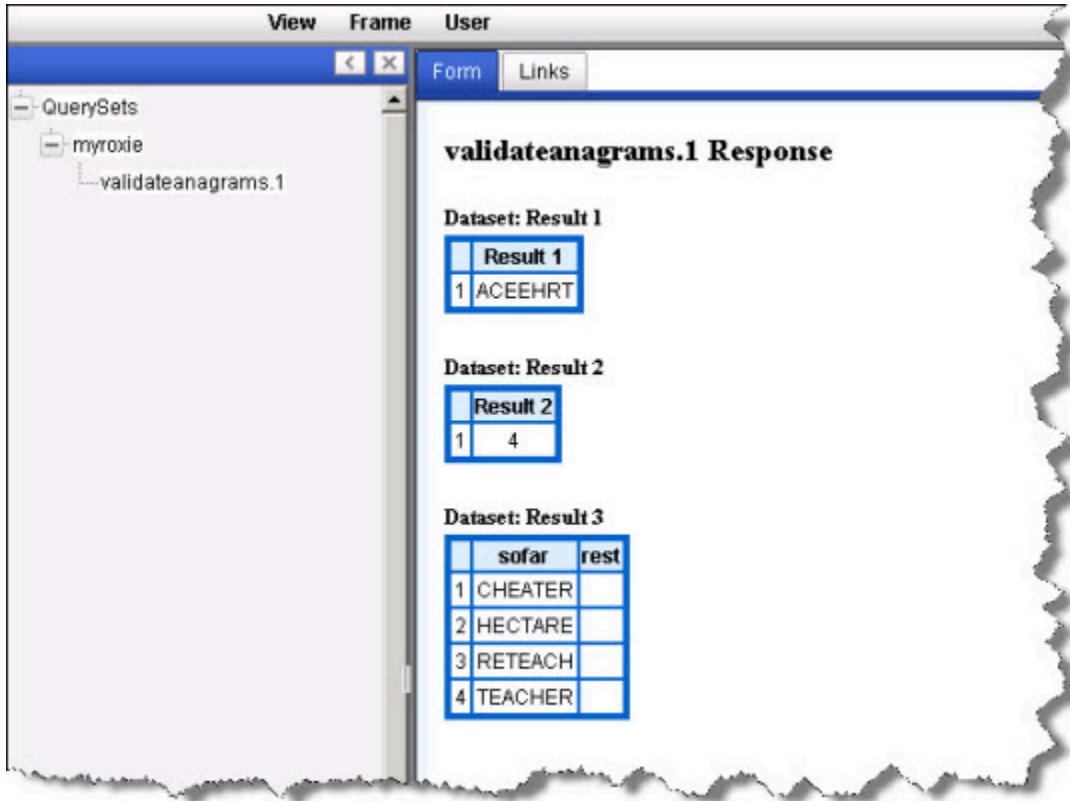 View Frame User
< ×
Form Links
QuerySets
myroxie
validateanagrams.1
validateanagrams.1 Response
Dataset: Result 1
Result 1
1 ACEEHRT
Dataset: Result 2
Result 2
1 4
Dataset: Result 3
sofar rest
1 CHEATER
2 HECTARE
3 RETEACH
4 TEACHER